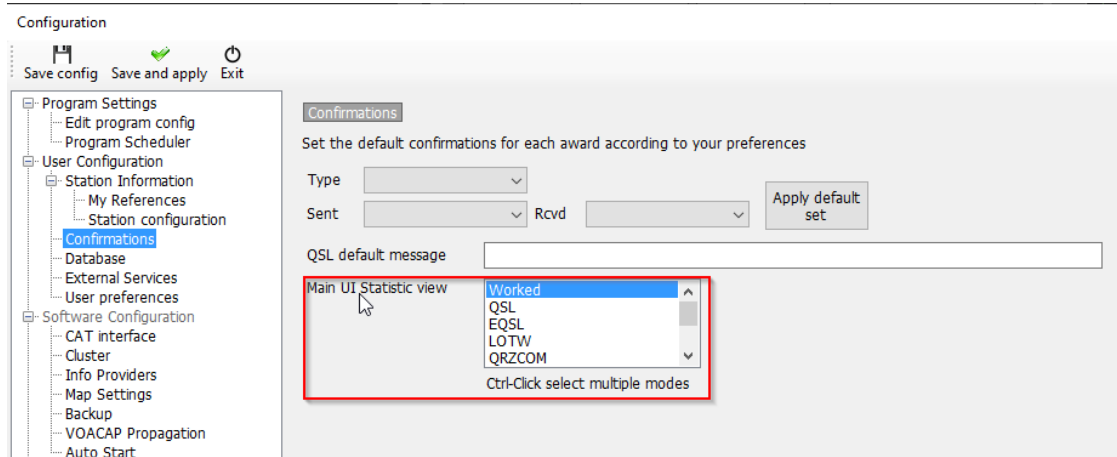 Configuration
Save config Save and apply Exit
Program Settings
Edit program config
Program Scheduler
User Configuration
Station Information
My References
Station configuration
Confirmations
Database
External Services
User preferences
Software Configuration
CAT interface
Cluster
Info Providers
Map Settings
Backup
VOACAP Propagation
Auto Start
Confirmations
Set the default confirmations for each award according to your preferences
Type
Sent Rcvd
Apply default
set
QSL default message
Main UI Statistic view
Worked
QSL
EQSL
LOTW
QRZCOM
Ctrl-Click select multiple modes